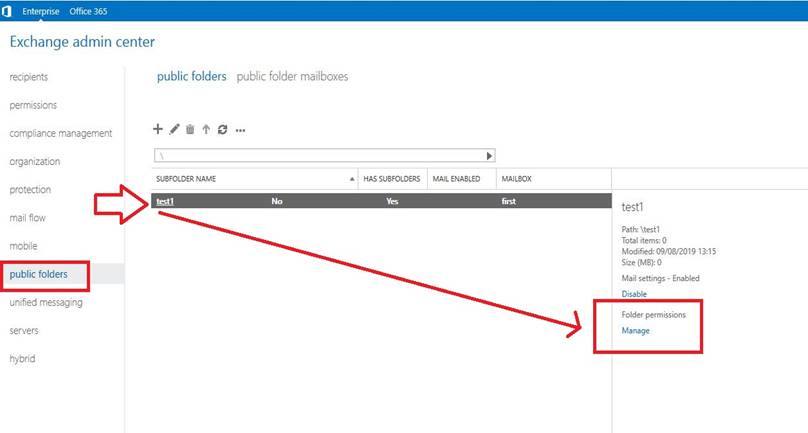 Enterprise Office 365
Exchange admin center
recipients
permissions
compliance management
organization
protection
mail flow
mobile
public folders
unified messaging
servers
hybrid
public folders public folder mailboxes
\
SUBFOLDER NAME HAS SUBFOLDERS MAIL ENABLED MAILBOX
test1 No Yes first
test1
Path: \test1
Total items: 0
Modified: 09/08/2019 13:15
Size (MB): 0
Mail settings - Enabled
Disable
Folder permissions
Manage